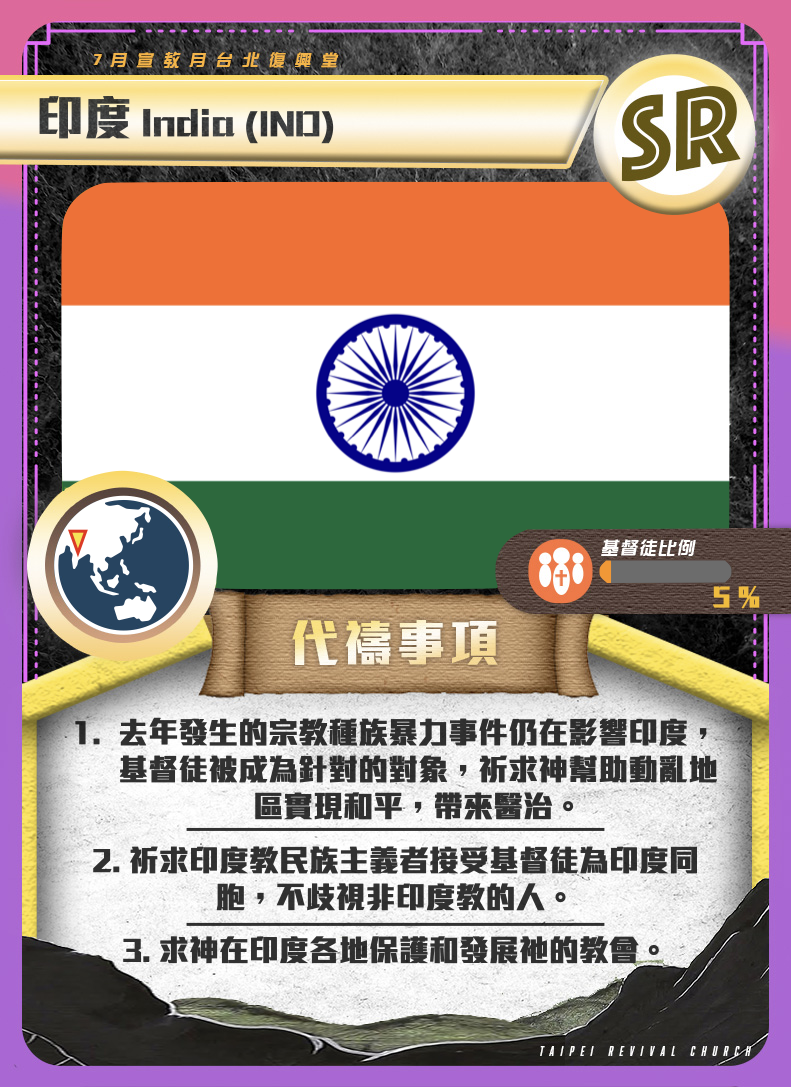 7月宣教月台北復興堂
印度 India (IND)
SR
基督徒比例
5%
代禱事項
1. 去年發生的宗教種族暴力事件仍在影響印度，
基督徒被成為針對的對象，祈求神幫助動亂地
區實現和平，帶來醫治。
2. 祈求印度教民族主義者接受基督徒為印度同
胞，不歧視非印度教的人。
3. 求神在印度各地保護和發展祂的教會。
TAIPEI REVIVAL CHURCH